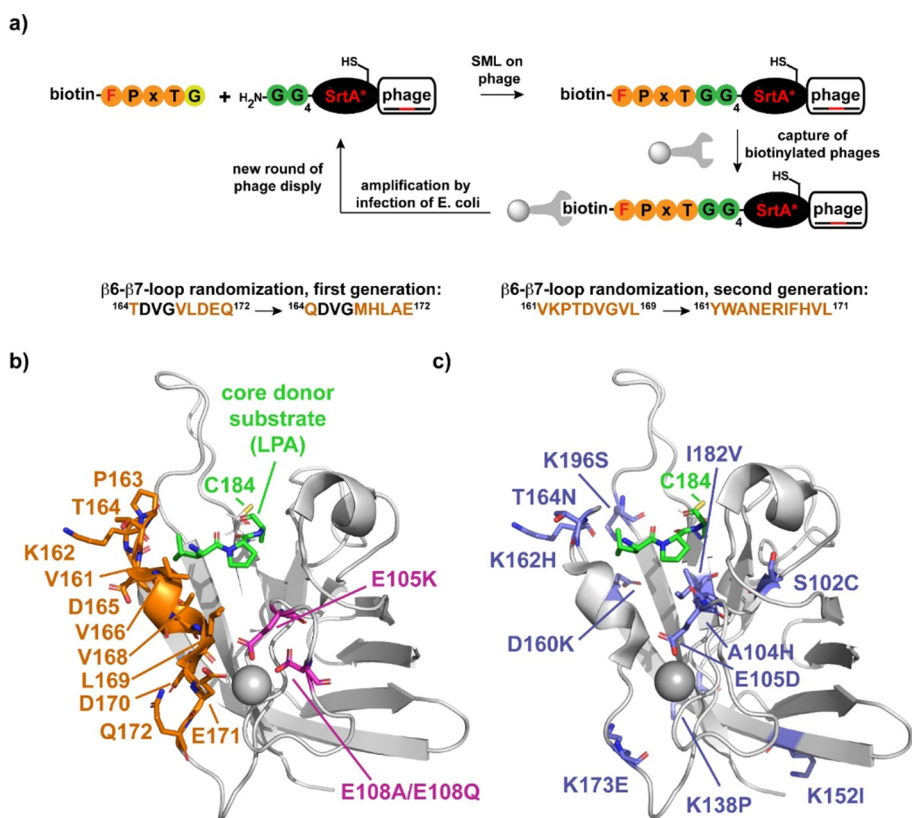 a)
biotin-FPxTG + H2N-GG4-SrtA* phage
HS
SML on
phage
biotin-FPxTGG4-SrtA* phage
HS
new round of
phage disply
amplification by
infection of E. coli
capture of
biotinylated phages
biotin-FPxTGG4-SrtA* phage
HS
β6-β7-loop randomization, first generation:
164TDVGVLDEQ172 → 164QDVGMHLAE172
β6-β7-loop randomization, second generation:
161VKPTDVGVL169 → 161YWANERIFHVL171
b)
core donor
substrate
(LPA)
C184
P163
T164
K162
V161
D165
V166
V168
L169
D170
Q172
E171
E105K
E108A/E108Q
c)
K196S
I182V
C184
T164N
K162H
S102C
D160K
A104H
E105D
K173E
K138P
K152I